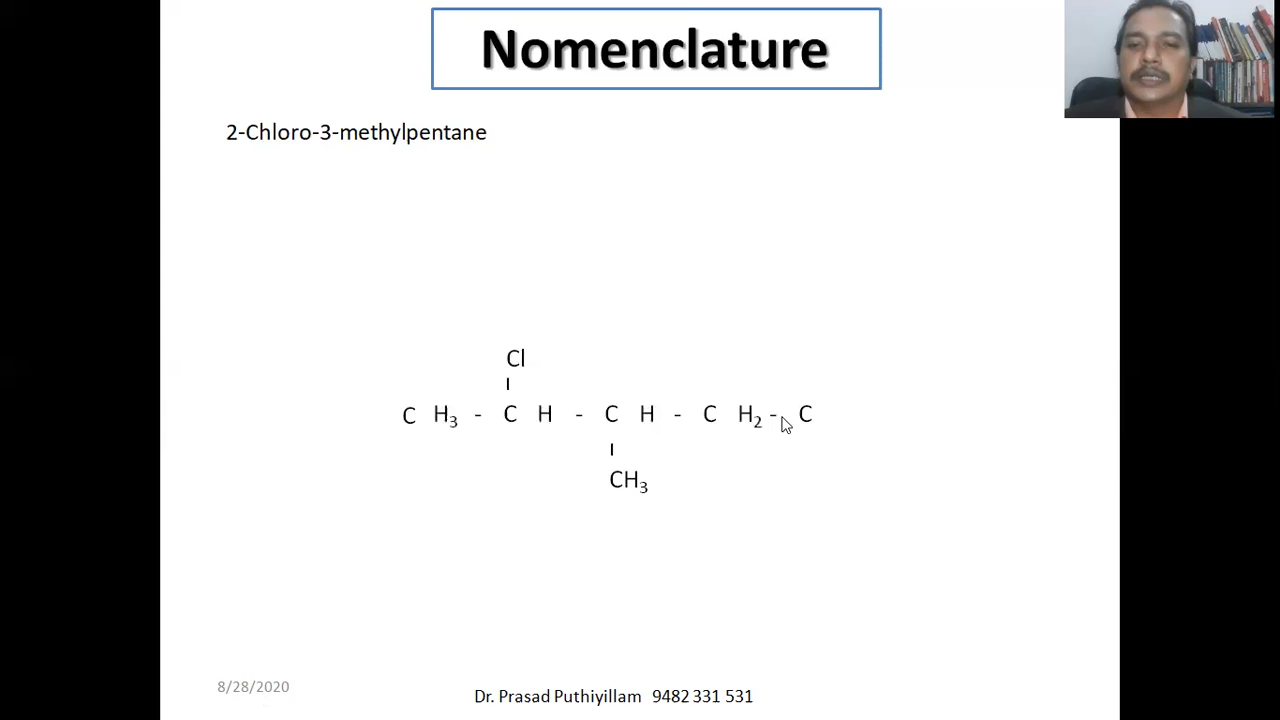 Nomenclature
2-Chloro-3-methylpentane
Cl
C H₃ - C H - C H - C H₂ - C
CH₃
8/28/2020
Dr. Prasad Puthiyillam 9482 331 531